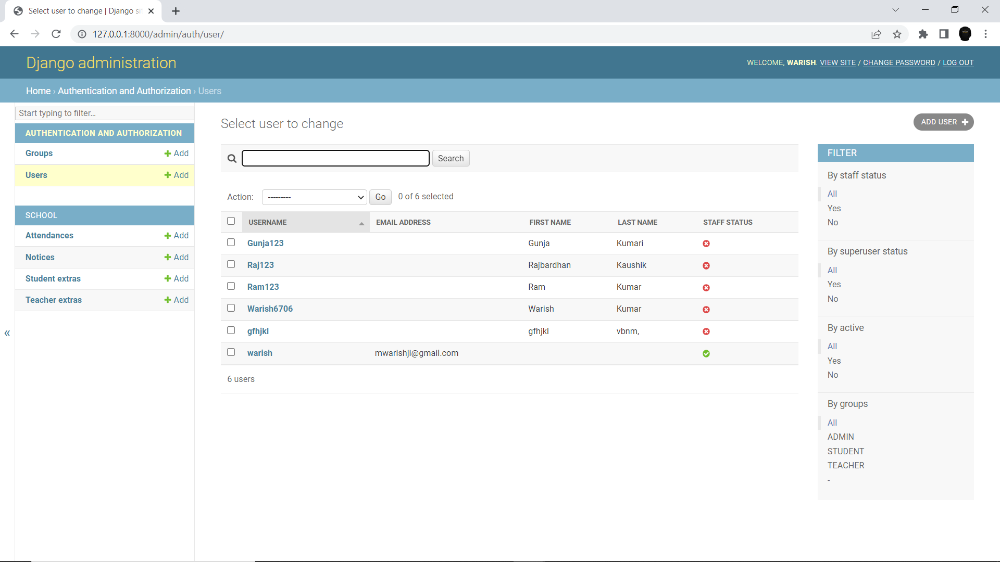 Select user to change | Django si
127.0.0.1:8000/admin/auth/user/
Django administration
WELCOME, WARISH. VIEW SITE / CHANGE PASSWORD / LOG OUT
Home › Authentication and Authorization › Users
Start typing to filter...
AUTHENTICATION AND AUTHORIZATION
Groups + Add
Users + Add
SCHOOL
Attendances + Add
Notices + Add
Student extras + Add
Teacher extras + Add
«
Select user to change
ADD USER +
Search
Action: --------- Go 0 of 6 selected
USERNAME EMAIL ADDRESS FIRST NAME LAST NAME STAFF STATUS
Gunja123 Gunja Kumari
Raj123 Rajbardhan Kaushik
Ram123 Ram Kumar
Warish6706 Warish Kumar
gfhjkl gfhjkl vbnm,
warish mwarishji@gmail.com
6 users
FILTER
By staff status
All
Yes
No
By superuser status
All
Yes
No
By active
All
Yes
No
By groups
All
ADMIN
STUDENT
TEACHER
-